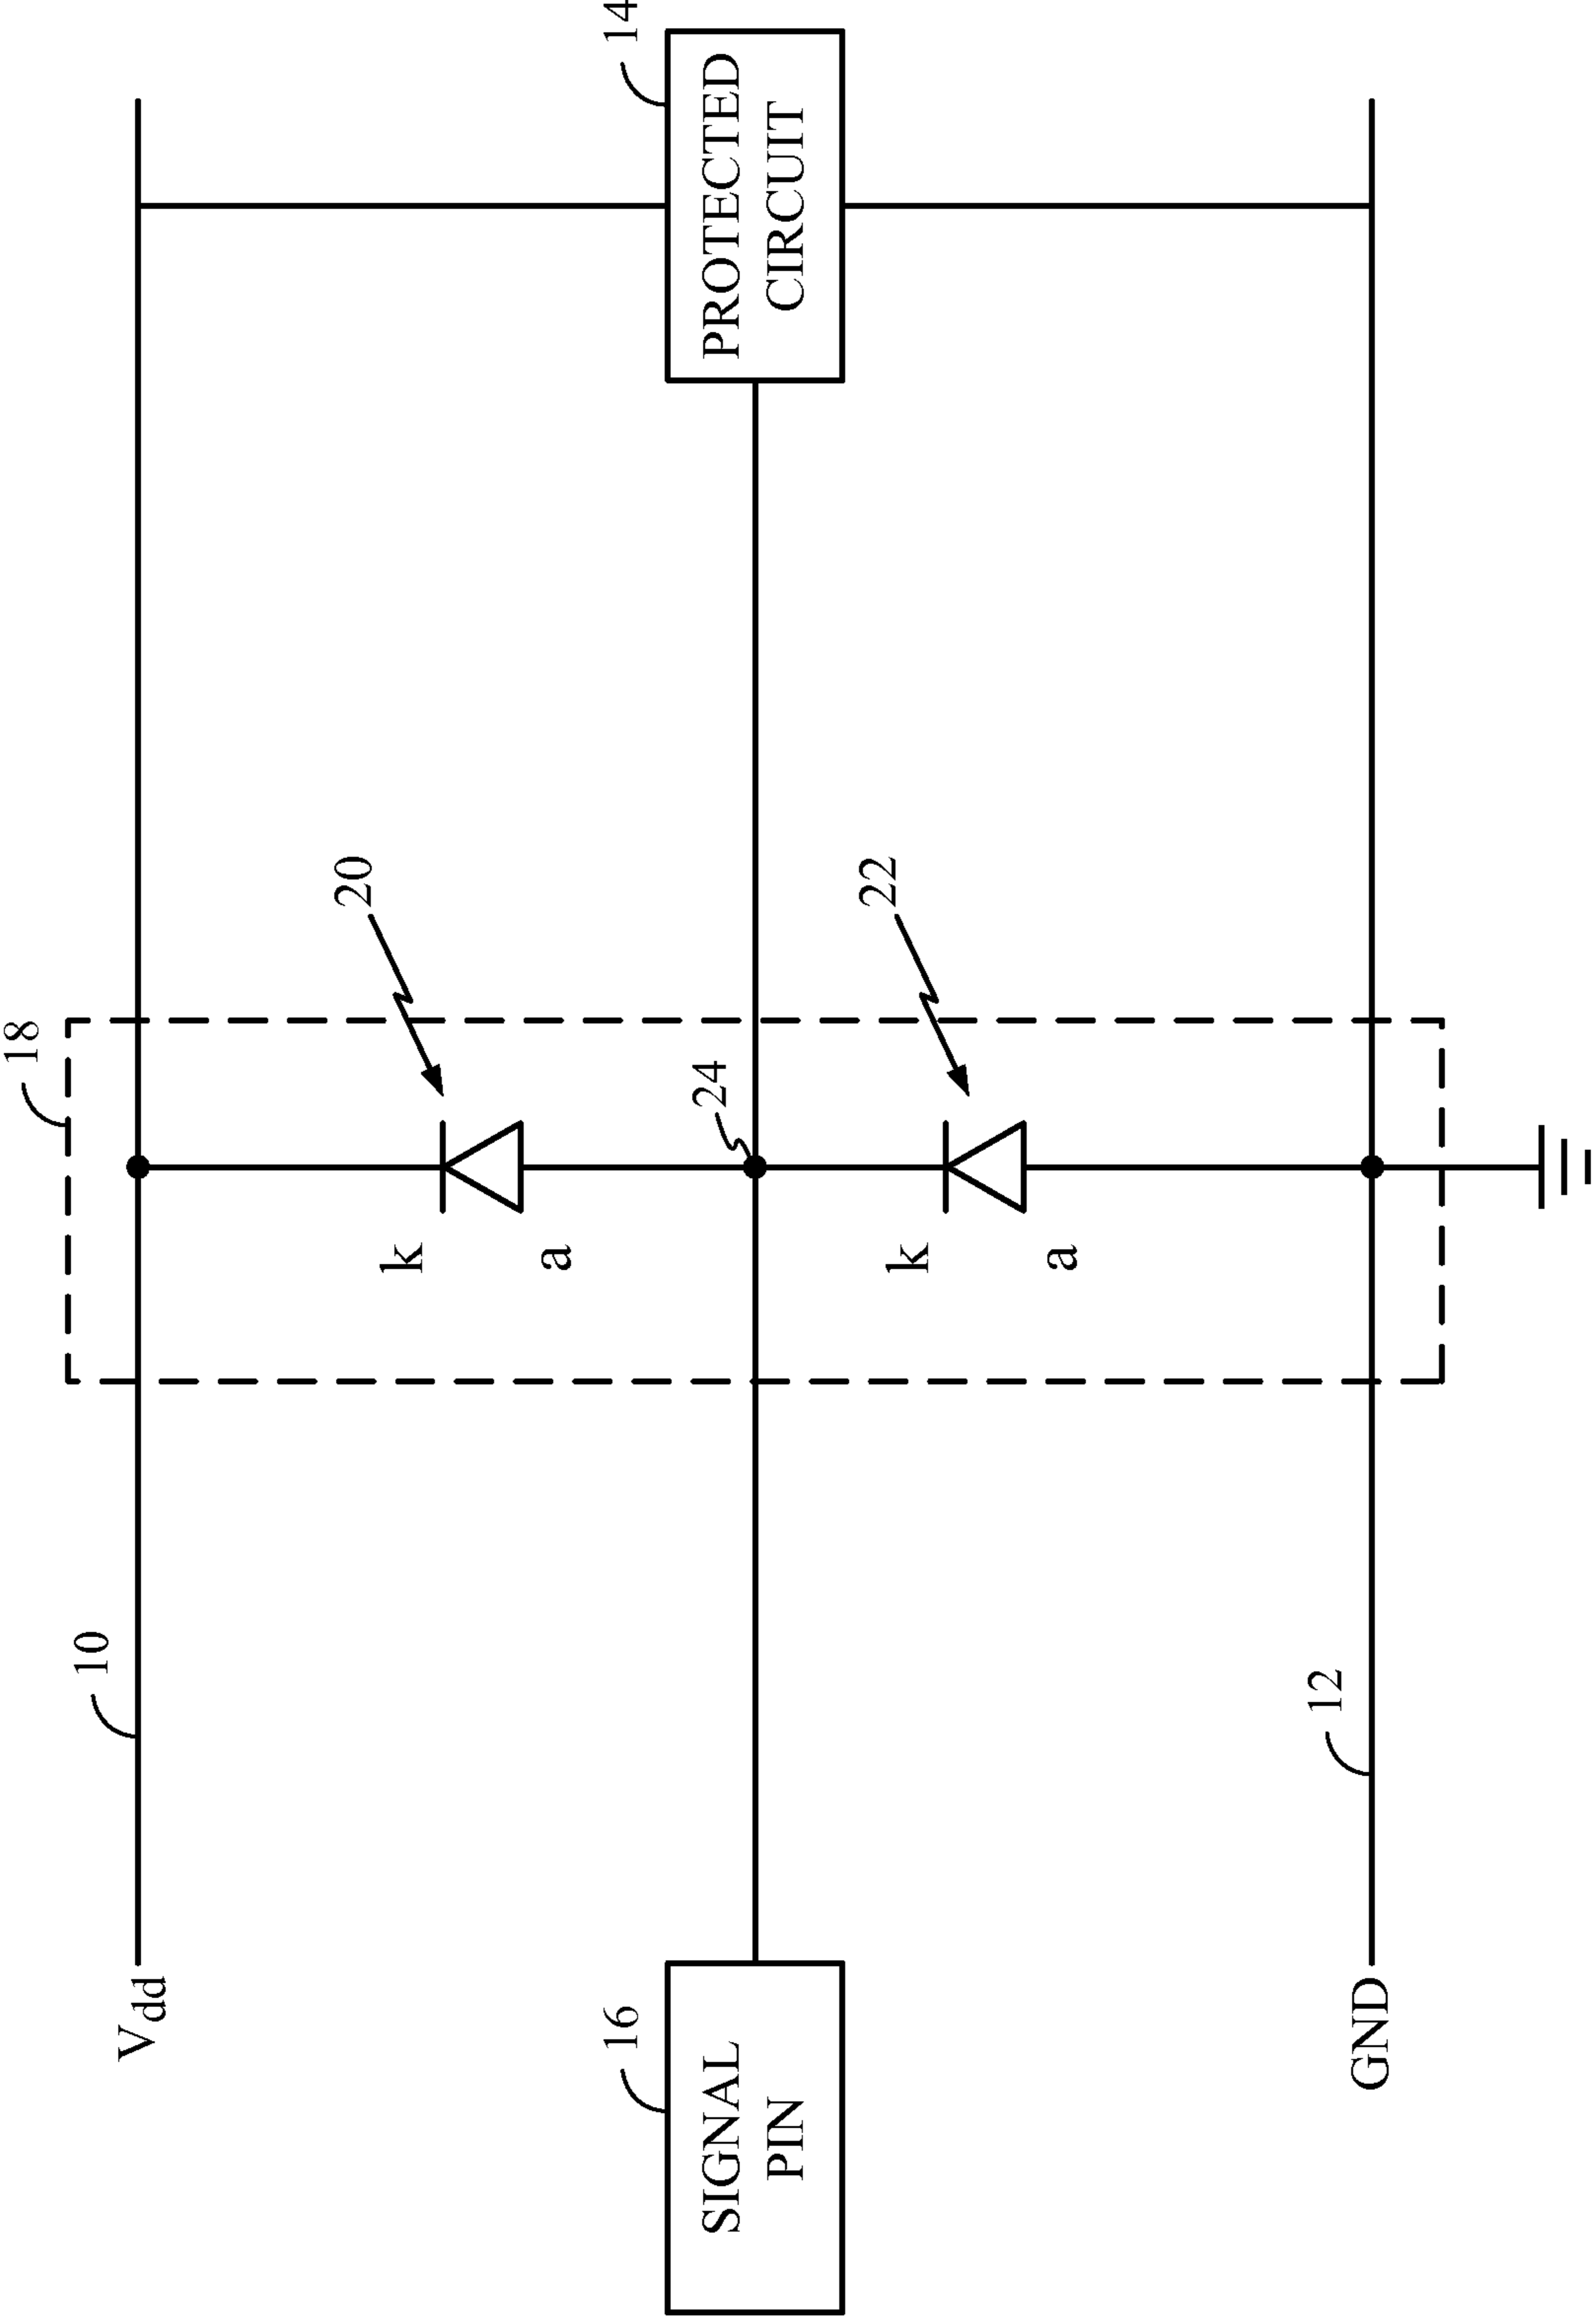 18
10
Vdd
20
k
a
24
16
SIGNAL
PIN
14
PROTECTED
CIRCUIT
22
k
a
12
GND